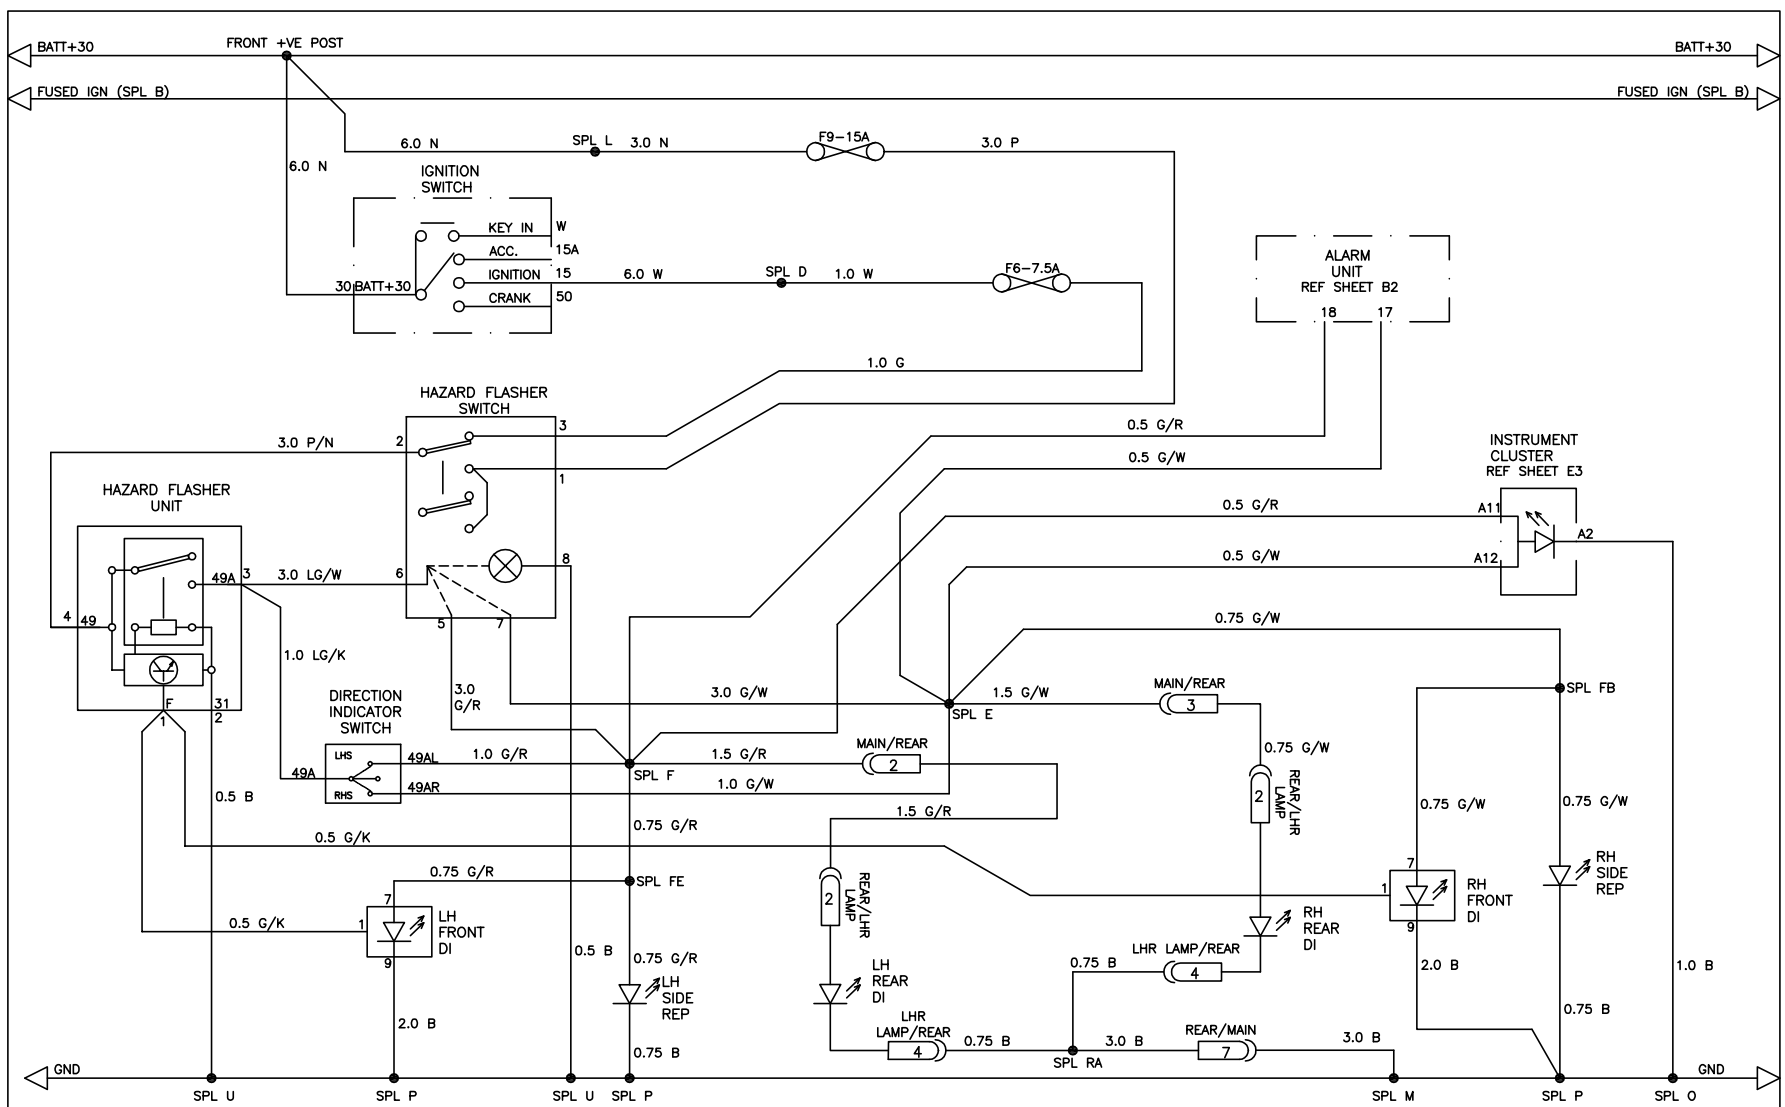 BATT+30
FRONT +VE POST
BATT+30
FUSED IGN (SPL B)
FUSED IGN (SPL B)
6.0 N
SPL L
3.0 N
F9-15A
3.0 P
6.0 N
IGNITION
SWITCH
KEY IN
W
ACC.
15A
IGNITION
15
CRANK
50
30
BATT+30
6.0 W
SPL D
1.0 W
F6-7.5A
ALARM
UNIT
REF SHEET B2
18
17
1.0 G
HAZARD FLASHER
SWITCH
3
2
1
3.0 P/N
0.5 G/R
0.5 G/W
INSTRUMENT
CLUSTER
REF SHEET E3
A11
A2
A12
0.5 G/R
0.5 G/W
HAZARD FLASHER
UNIT
49A
3
3.0 LG/W
6
8
5
7
4
49
F
1
31
2
1.0 LG/K
0.75 G/W
3.0
G/R
3.0 G/W
SPL E
1.5 G/W
MAIN/REAR
3
SPL FB
DIRECTION
INDICATOR
SWITCH
LHS
RHS
49A
49AL
49AR
1.0 G/R
SPL F
1.5 G/R
MAIN/REAR
2
1.0 G/W
0.75 G/W
REAR/LHR
LAMP
2
0.5 B
0.75 G/R
1.5 G/R
0.75 G/W
0.75 G/W
0.5 G/K
0.75 G/R
SPL FE
7
1
9
LH
FRONT
DI
0.5 G/K
2
REAR/LHR
LAMP
7
1
9
RH
FRONT
DI
RH
SIDE
REP
RH
REAR
DI
0.5 B
0.75 G/R
LH
SIDE
REP
LH
REAR
DI
LHR LAMP/REAR
4
0.75 B
2.0 B
1.0 B
2.0 B
0.75 B
LHR
LAMP/REAR
4
0.75 B
SPL RA
3.0 B
REAR/MAIN
7
3.0 B
0.75 B
GND
GND
SPL U
SPL P
SPL U
SPL P
SPL M
SPL P
SPL O